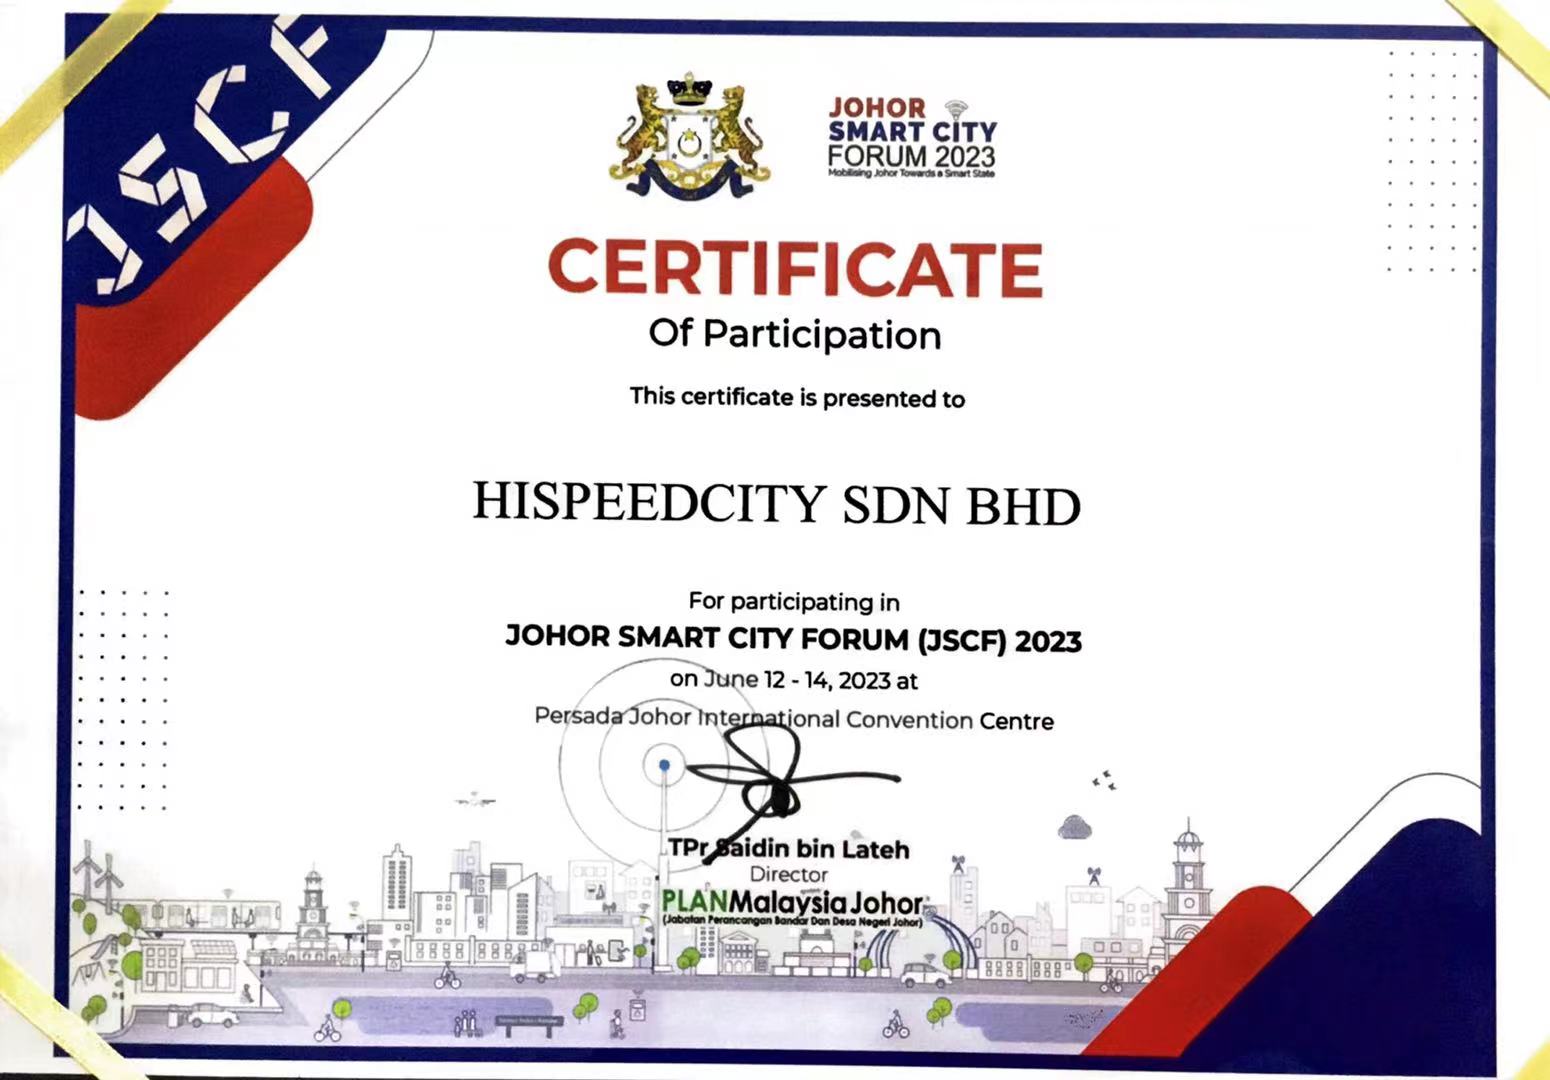 JSCF
JOHOR
SMART CITY
FORUM 2023
Mobilising Johor Towards a Smart State
CERTIFICATE
Of Participation
This certificate is presented to
HISPEEDCITY SDN BHD
For participating in
JOHOR SMART CITY FORUM (JSCF) 2023
on June 12 - 14, 2023 at
Persada Johor International Convention Centre
TPr Saidin bin Lateh
Director
PLANMalaysiaJohor
(Jabatan Perancangan Bandar Dan Desa Negeri Johor)